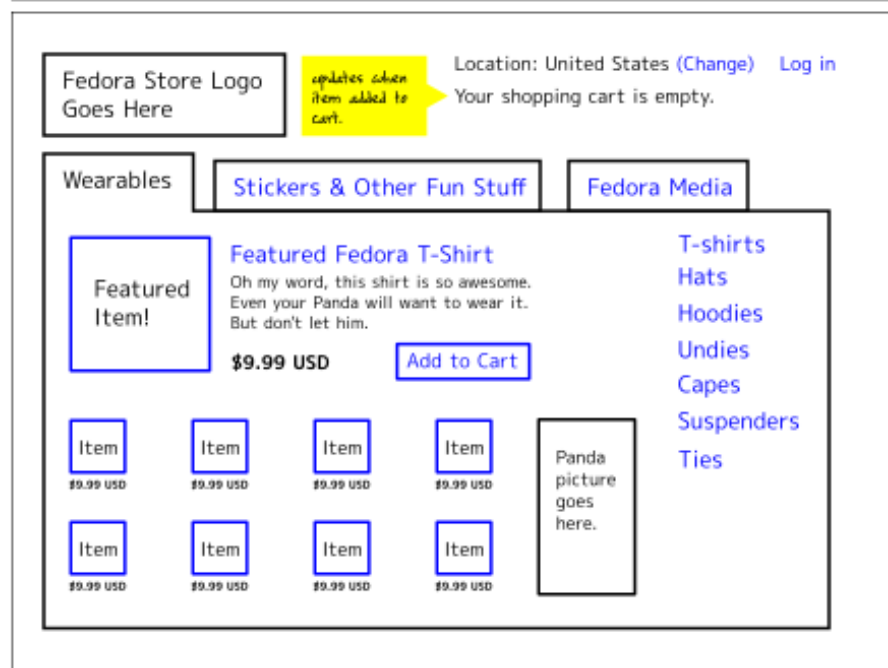 Fedora Store Logo
Goes Here
updates when
item added to
cart.
Location: United States (Change) Log in
Your shopping cart is empty.
Wearables
Stickers & Other Fun Stuff
Fedora Media
Featured
Item!
Featured Fedora T-Shirt
Oh my word, this shirt is so awesome.
Even your Panda will want to wear it.
But don't let him.
$9.99 USD
Add to Cart
T-shirts
Hats
Hoodies
Undies
Capes
Suspenders
Ties
Item Item Item Item
$9.99 USD $9.99 USD $9.99 USD $9.99 USD
Item Item Item Item
$9.99 USD $9.99 USD $9.99 USD $9.99 USD
Panda
picture
goes
here.